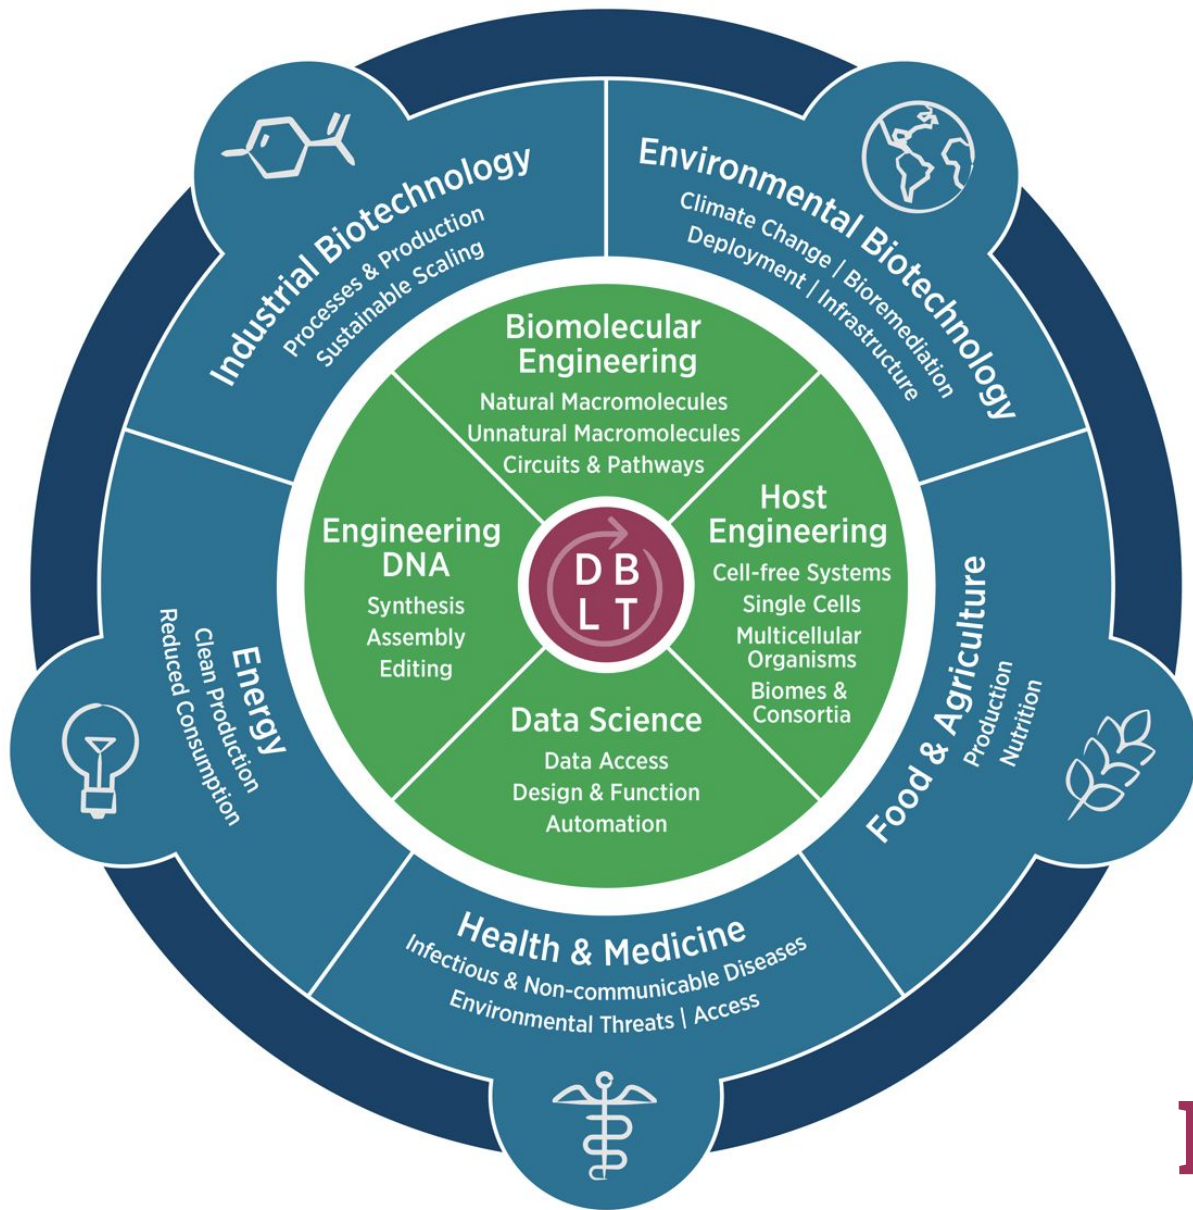 Industrial Biotechnology
Processes & Production
Sustainable Scaling
Environmental Biotechnology
Climate Change | Bioremediation
Deployment | Infrastructure
Biomolecular
Engineering
Natural Macromolecules
Unnatural Macromolecules
Circuits & Pathways
Engineering
DNA
Synthesis
Assembly
Editing
D B
L T
Host
Engineering
Cell-free Systems
Single Cells
Multicellular
Organisms
Biomes &
Consortia
Data Science
Data Access
Design & Function
Automation
Energy
Clean Production
Reduced Consumption
Food & Agriculture
Production
Nutrition
Health & Medicine
Infectious & Non-communicable Diseases
Environmental Threats | Access